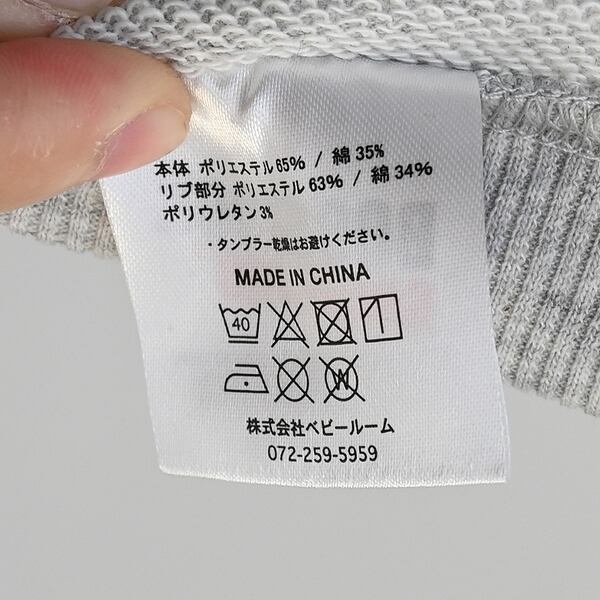 本体 ポリエステル 65% / 綿 35%
リブ部分 ポリエステル 63% / 綿 34%
ポリウレタン 3%
・タンブラー乾燥はお避けください。
MADE IN CHINA
40
W
株式会社ベビールーム
072-259-5959